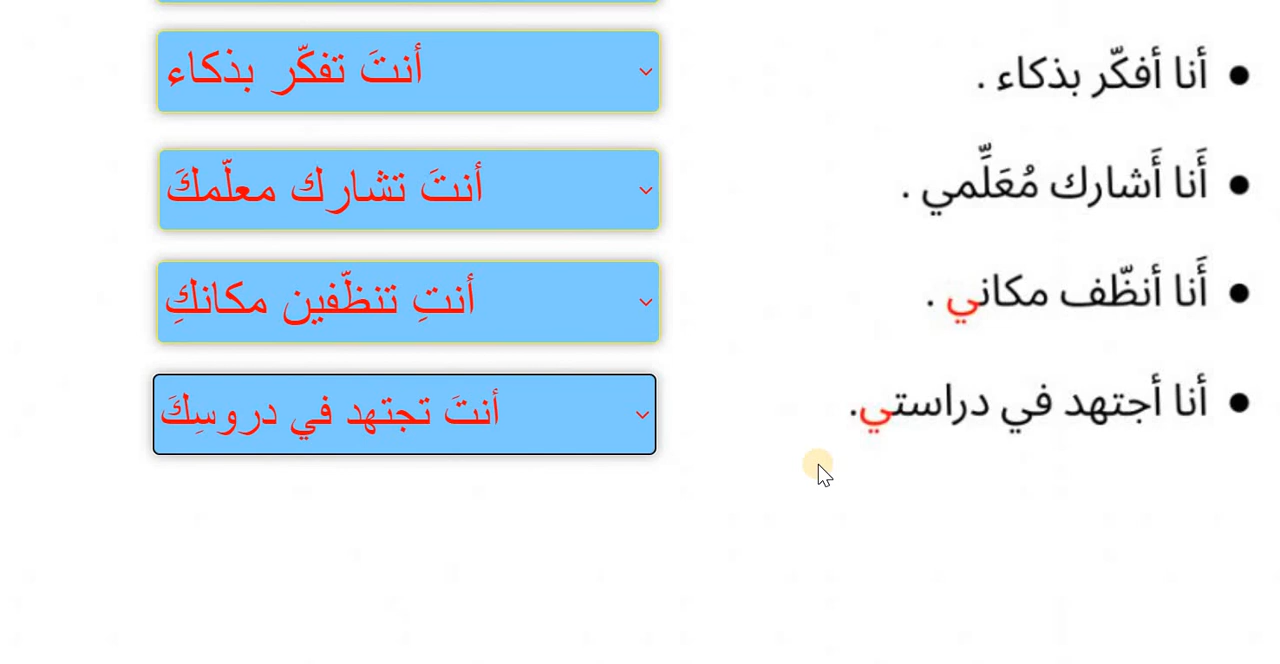 أنا أفكّر بذكاء .
أنتَ تفكّر بذكاء
أَنا أَشارك مُعَلِّمي .
أنتَ تشارك معلّمكَ
أَنا أنظّف مكاني .
أنتِ تنظّفين مكانكِ
أنا أجتهد في دراستي.
أنتَ تجتهد في دروسِكَ